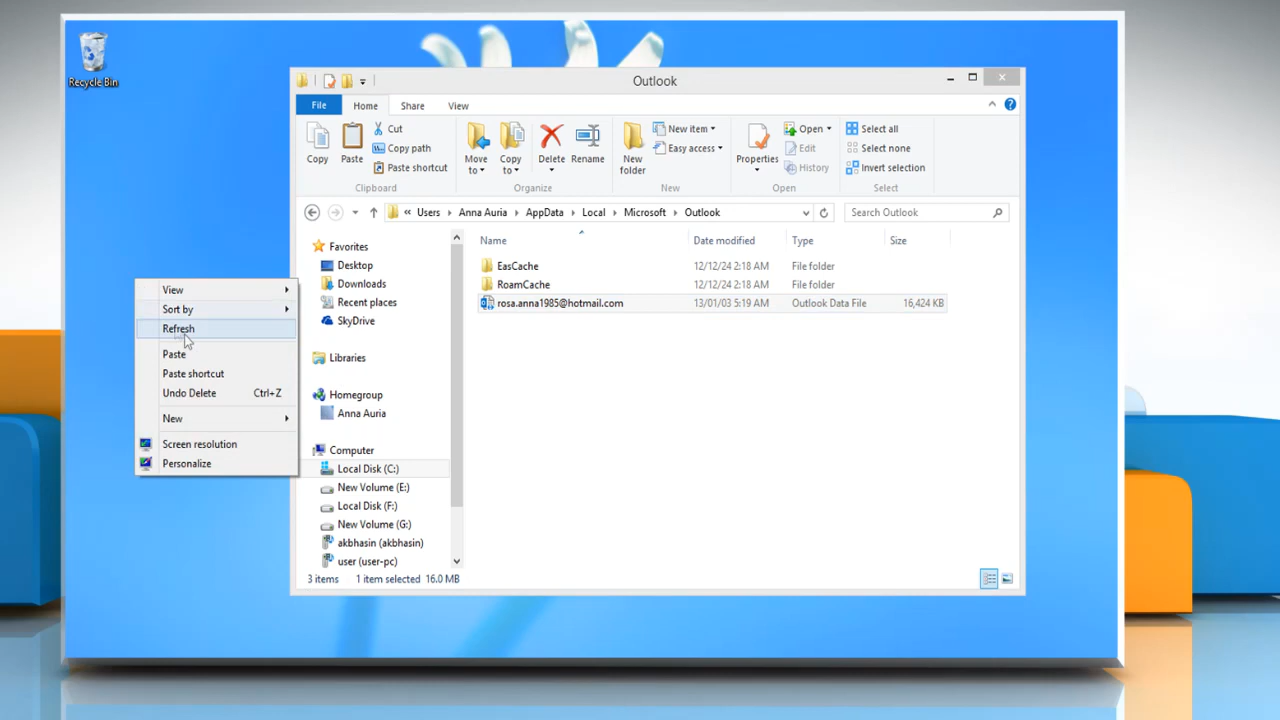 Recycle Bin
Outlook
File Home Share View
Copy
Paste
Cut
Copy path
Paste shortcut
Clipboard
Move to
Copy to
Delete
Rename
Organize
New folder
New item
Easy access
New
Properties
Open
Edit
History
Open
Select all
Select none
Invert selection
Select
« Users Anna Auria AppData Local Microsoft Outlook
Search Outlook
Favorites
Desktop
Downloads
Recent places
SkyDrive
Libraries
Homegroup
Anna Auria
Computer
Local Disk (C:)
New Volume (E:)
Local Disk (F:)
New Volume (G:)
akbhasin (akbhasin)
user (user-pc)
Name Date modified Type Size
EasCache 12/12/24 2:18 AM File folder
RoamCache 12/12/24 2:18 AM File folder
rosa.anna1985@hotmail.com 13/01/03 5:19 AM Outlook Data File 16,424 KB
3 items 1 item selected 16.0 MB
View
Sort by
Refresh
Paste
Paste shortcut
Undo Delete Ctrl+Z
New
Screen resolution
Personalize